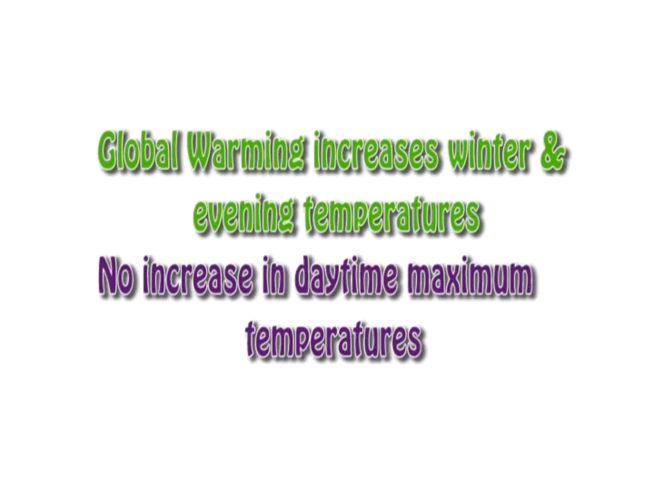 Global Warming increases winter &
evening temperatures
No increase in daytime maximum
temperatures